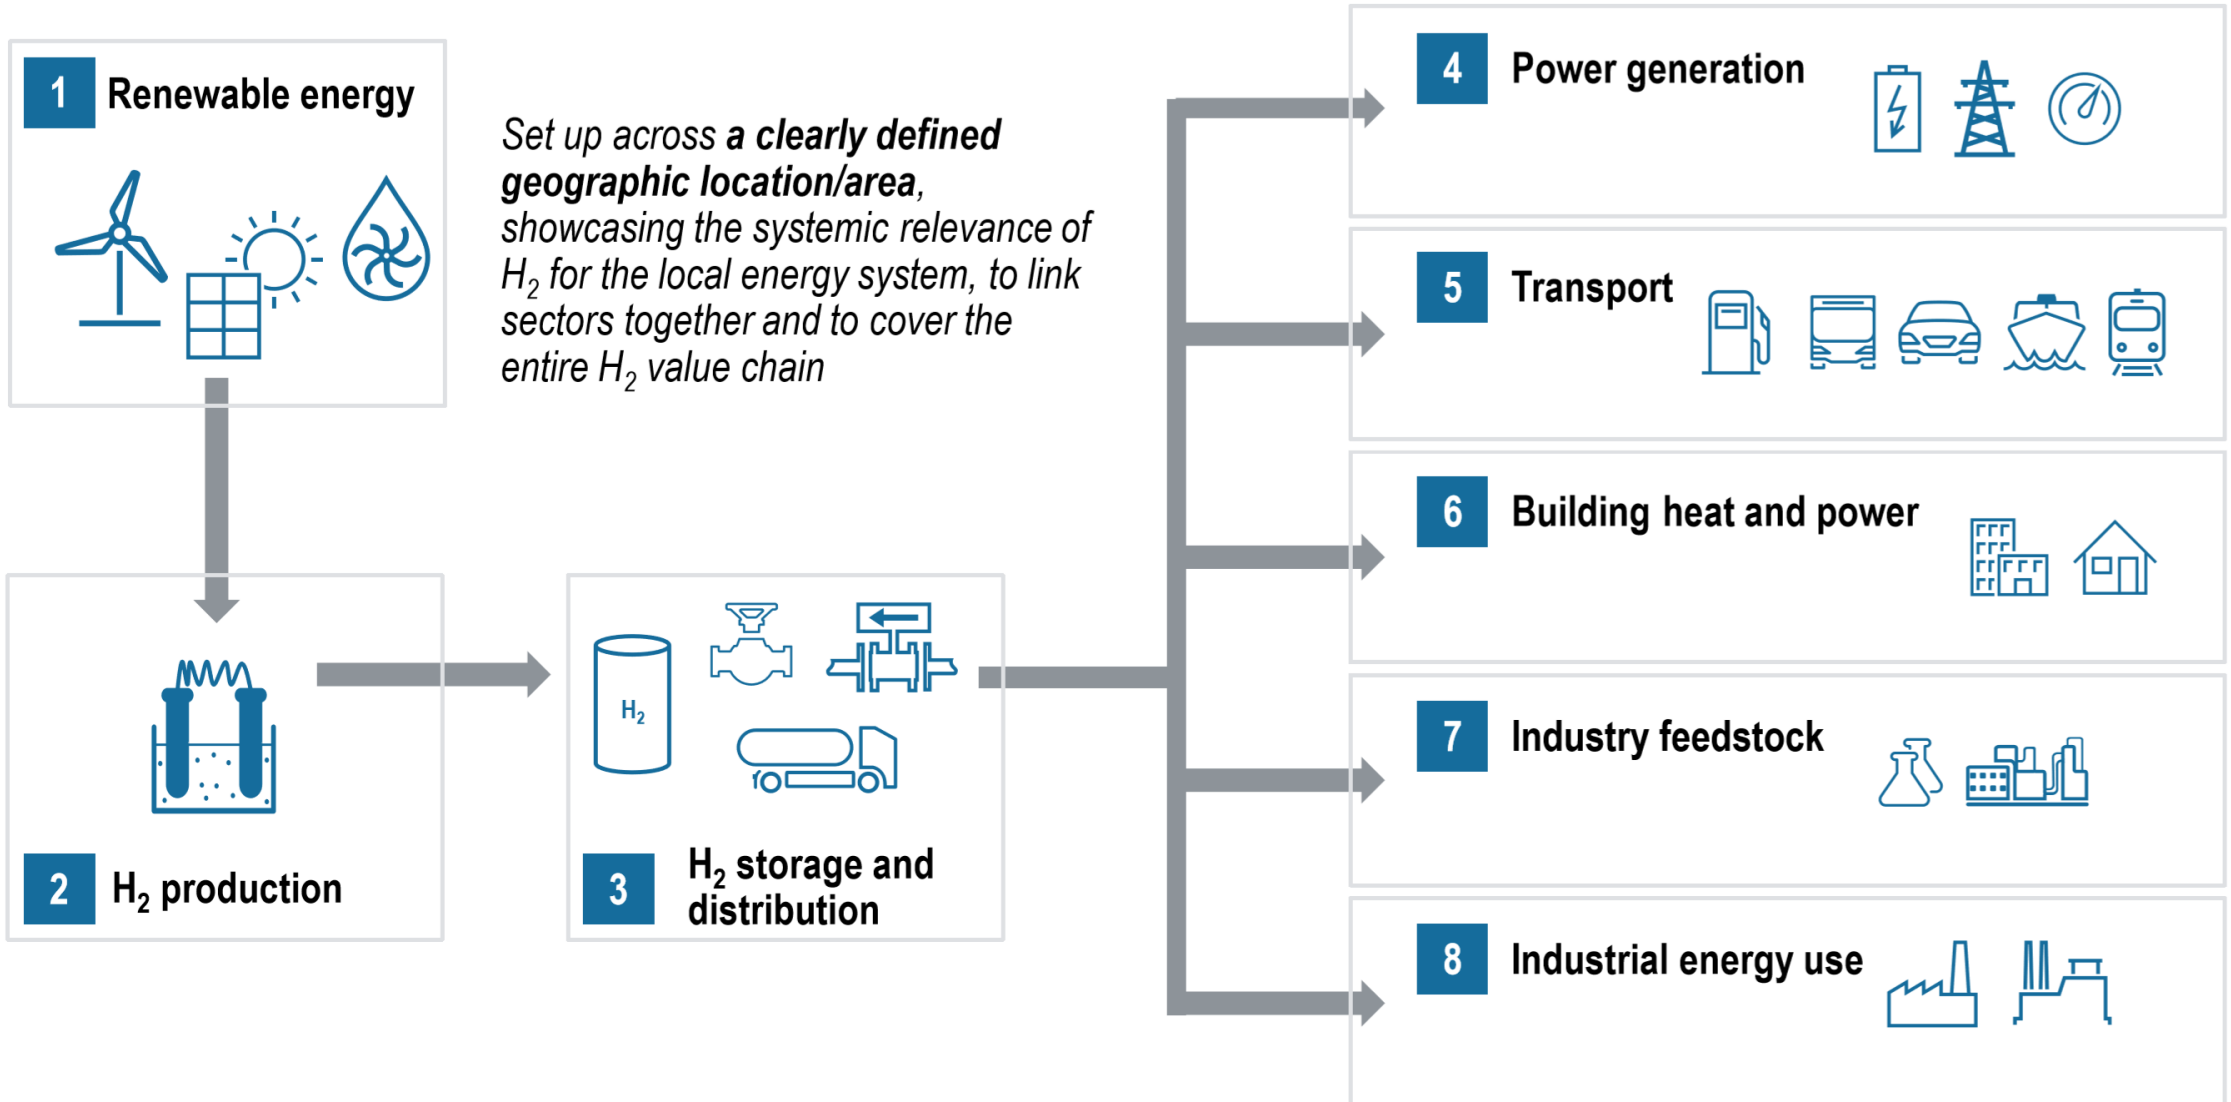 1 Renewable energy
Set up across a clearly defined
geographic location/area,
showcasing the systemic relevance of
H₂ for the local energy system, to link
sectors together and to cover the
entire H₂ value chain
2 H₂ production
H₂
3 H₂ storage and
distribution
4 Power generation
5 Transport
6 Building heat and power
7 Industry feedstock
8 Industrial energy use